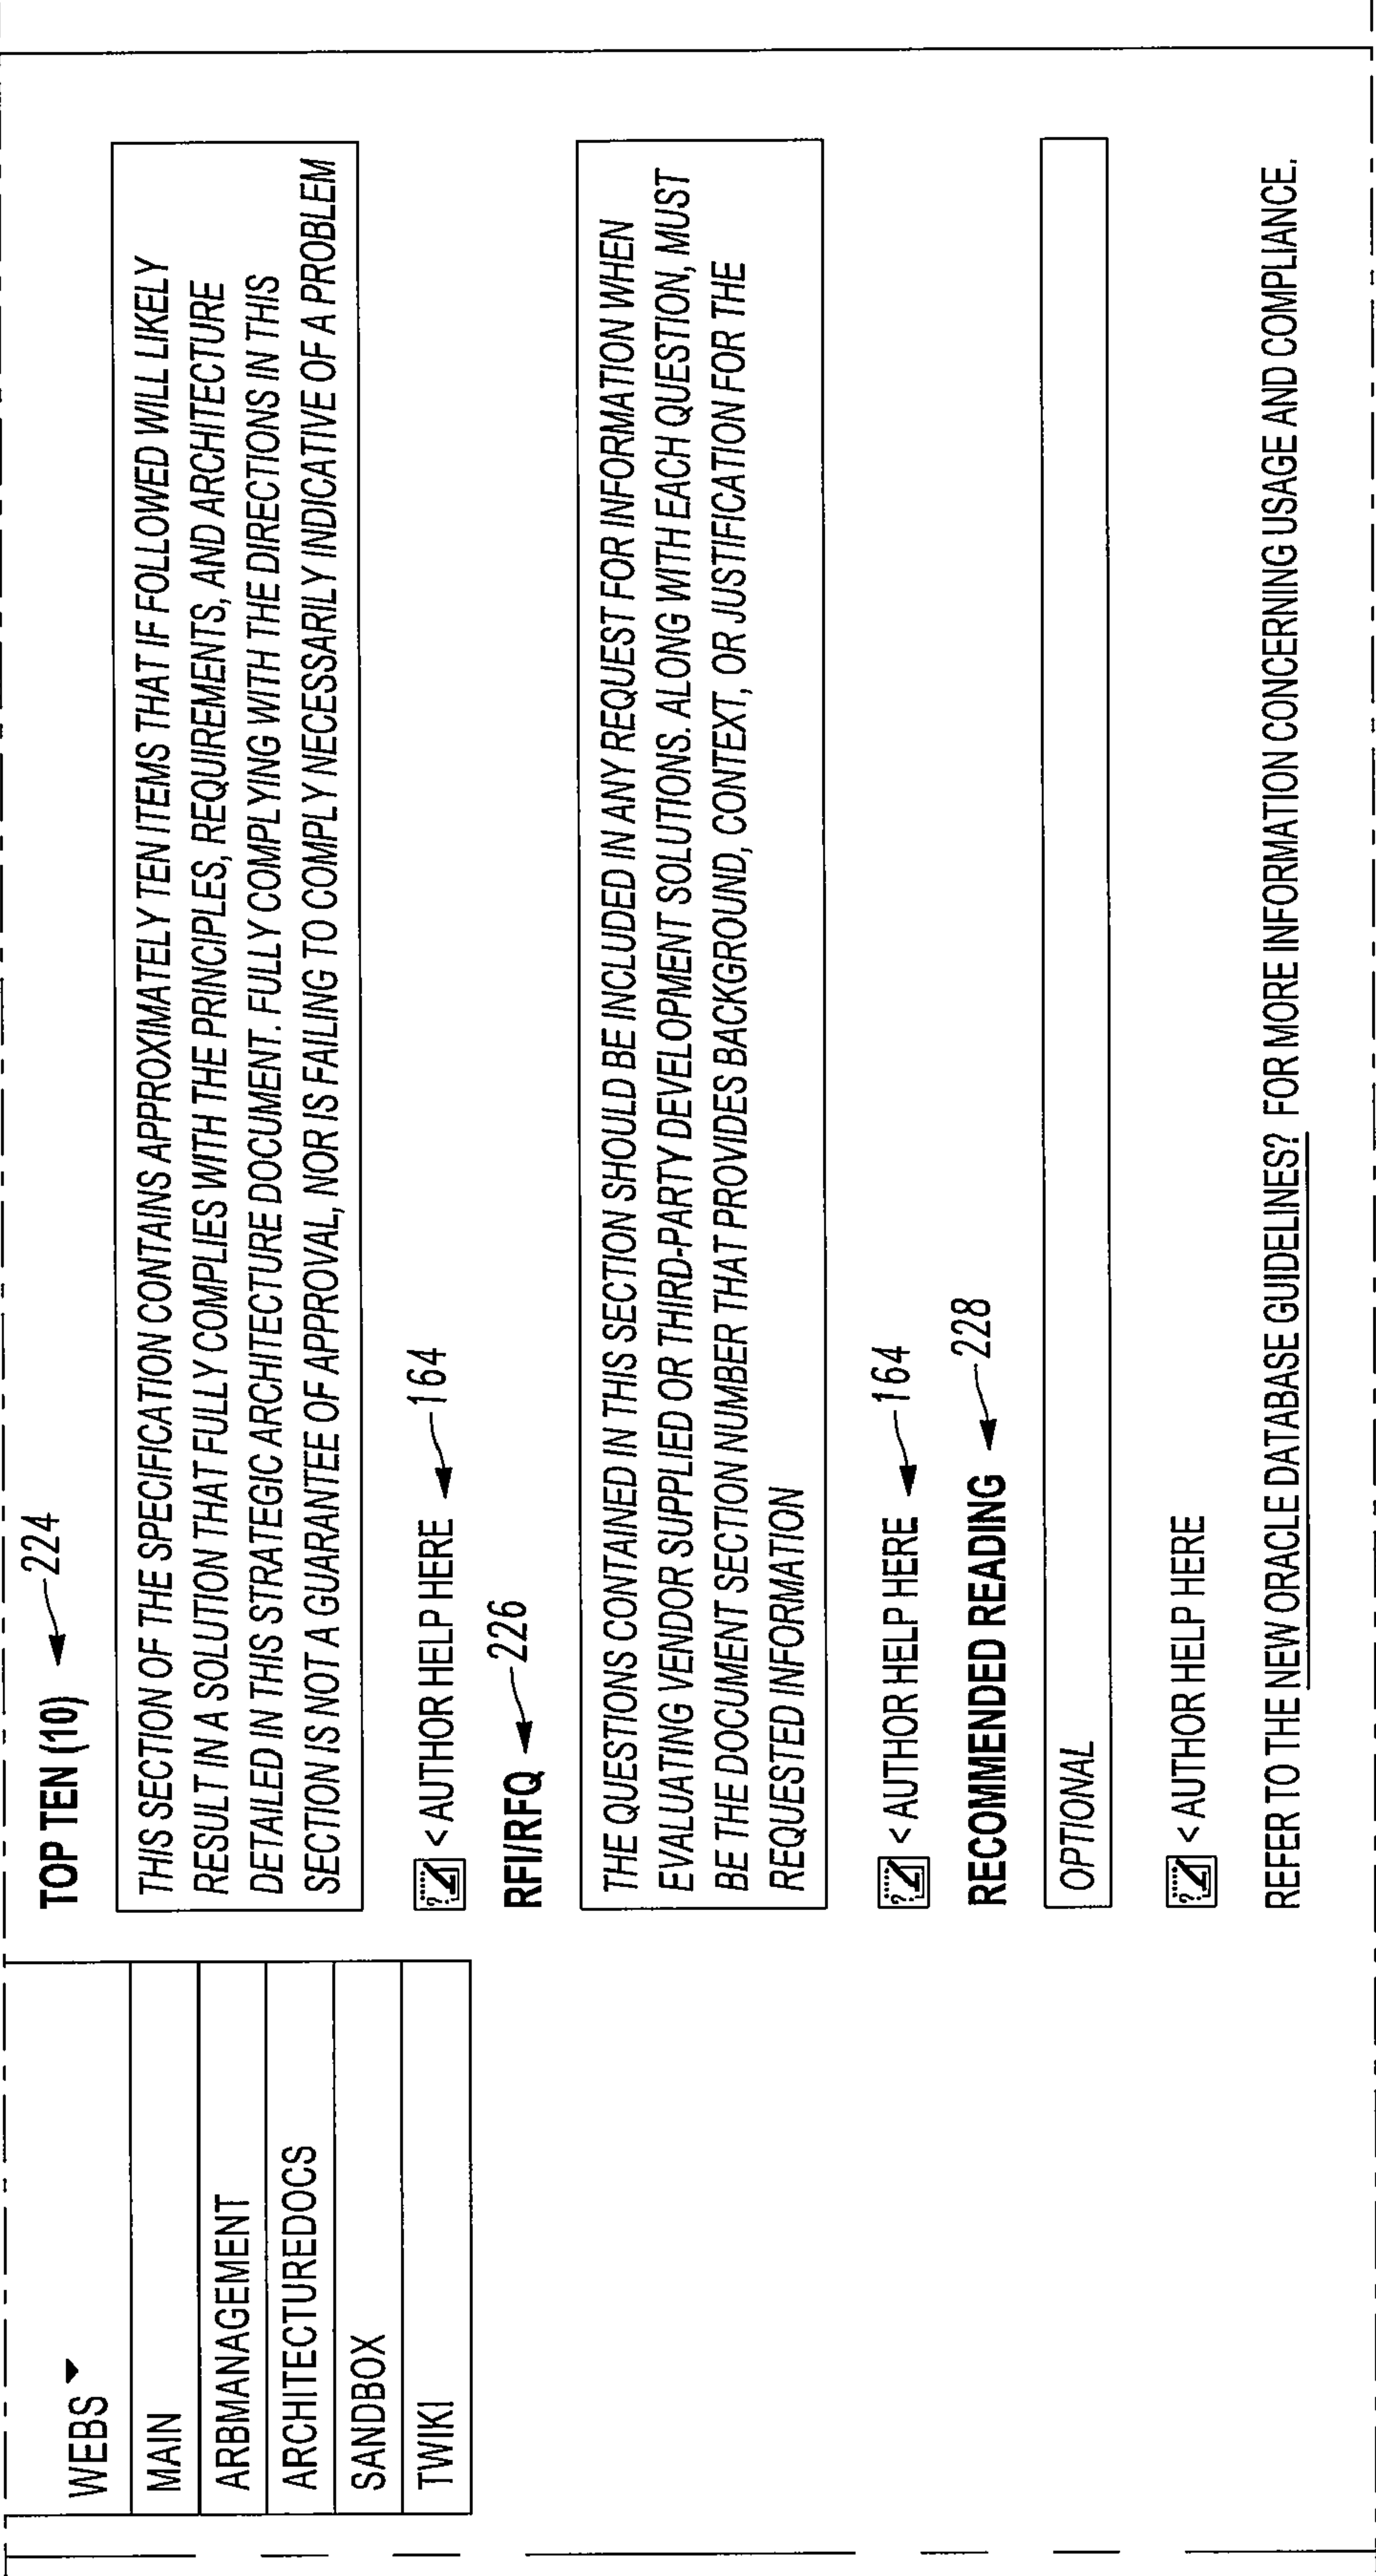 WEBS
MAIN
ARBMANAGEMENT
ARCHITECTUREDOCS
SANDBOX
TWIKI
TOP TEN (10) 224
THIS SECTION OF THE SPECIFICATION CONTAINS APPROXIMATELY TEN ITEMS THAT IF FOLLOWED WILL LIKELY
RESULT IN A SOLUTION THAT FULLY COMPLIES WITH THE PRINCIPLES, REQUIREMENTS, AND ARCHITECTURE
DETAILED IN THIS STRATEGIC ARCHITECTURE DOCUMENT. FULLY COMPLYING WITH THE DIRECTIONS IN THIS
SECTION IS NOT A GUARANTEE OF APPROVAL, NOR IS FAILING TO COMPLY NECESSARILY INDICATIVE OF A PROBLEM
< AUTHOR HELP HERE 164
RFI/RFQ 226
THE QUESTIONS CONTAINED IN THIS SECTION SHOULD BE INCLUDED IN ANY REQUEST FOR INFORMATION WHEN
EVALUATING VENDOR SUPPLIED OR THIRD-PARTY DEVELOPMENT SOLUTIONS. ALONG WITH EACH QUESTION, MUST
BE THE DOCUMENT SECTION NUMBER THAT PROVIDES BACKGROUND, CONTEXT, OR JUSTIFICATION FOR THE
REQUESTED INFORMATION
< AUTHOR HELP HERE 164
RECOMMENDED READING 228
OPTIONAL
< AUTHOR HELP HERE
REFER TO THE NEW ORACLE DATABASE GUIDELINES? FOR MORE INFORMATION CONCERNING USAGE AND COMPLIANCE.